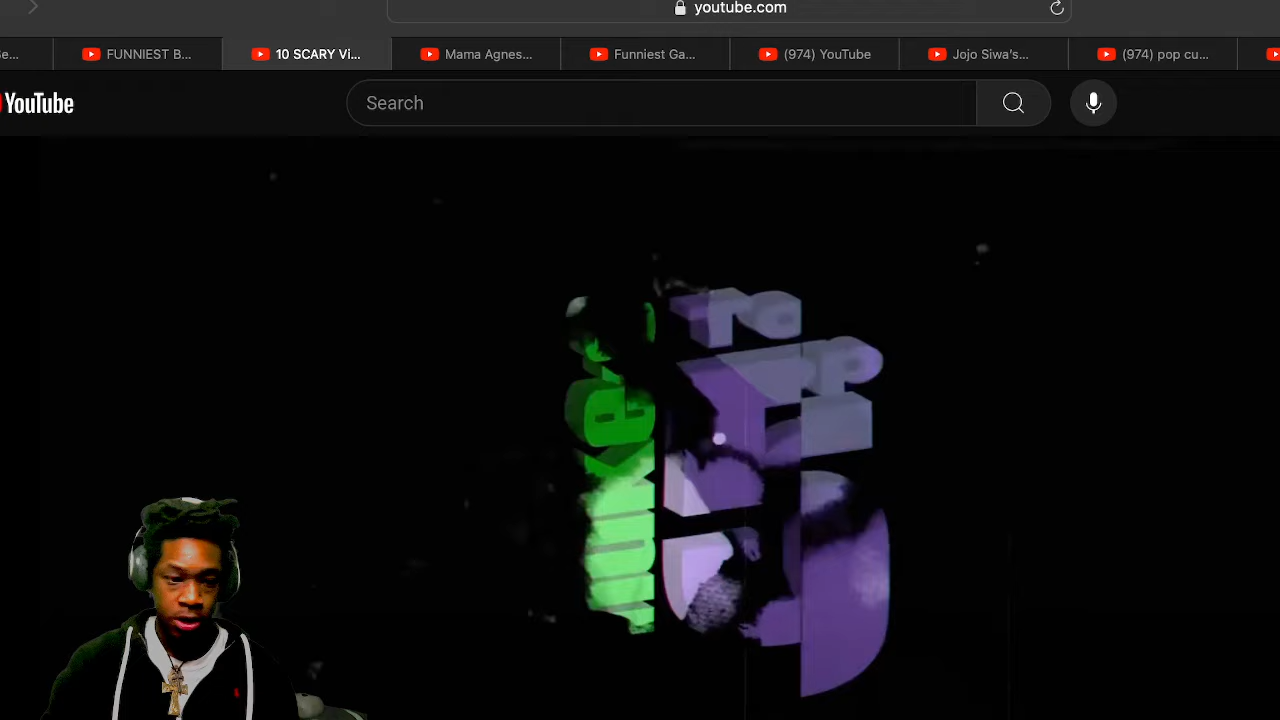 youtube.com
e...
FUNNIEST B...
10 SCARY Vi...
Mama Agnes...
Funniest Ga...
(974) YouTube
Jojo Siwa's...
(974) pop cu...
YouTube
Search